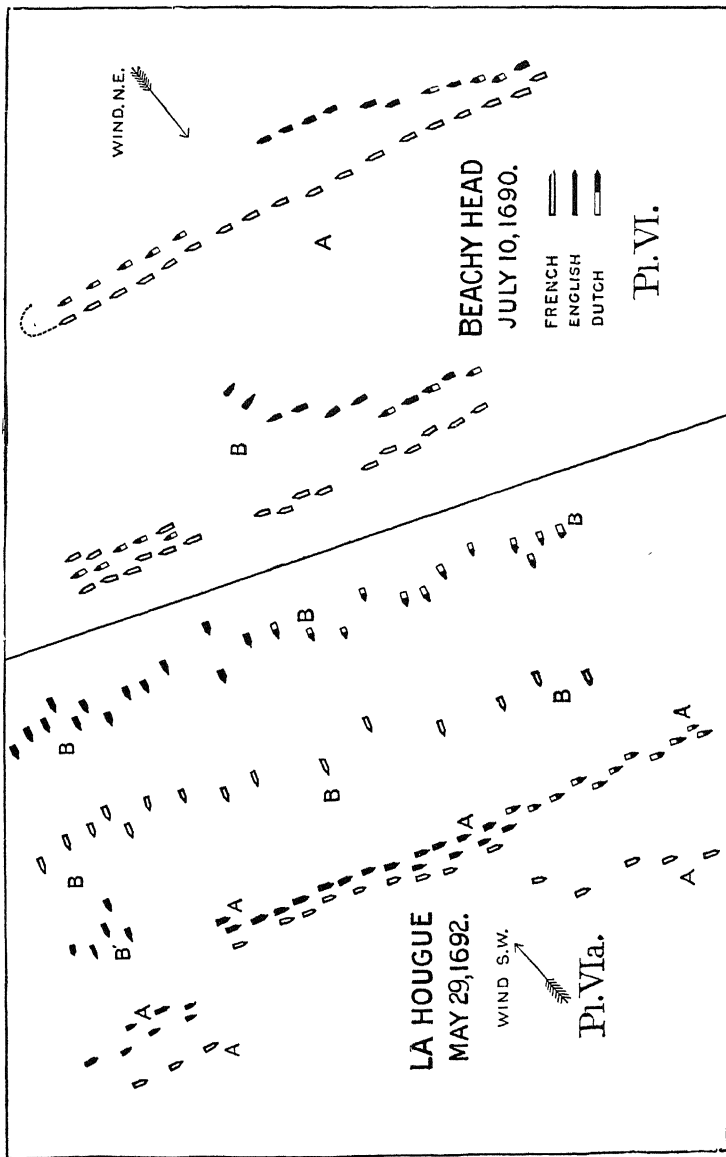 WIND. N.E.
A
BEACHY HEAD
JULY 10, 1690.
FRENCH
ENGLISH
DUTCH
Pl. VI.
B
B
B
B
B
B
B
B'
A
A
A
A
A
A
LA HOUGUE
MAY 29, 1692.
WIND S.W.
Pl. VIa.